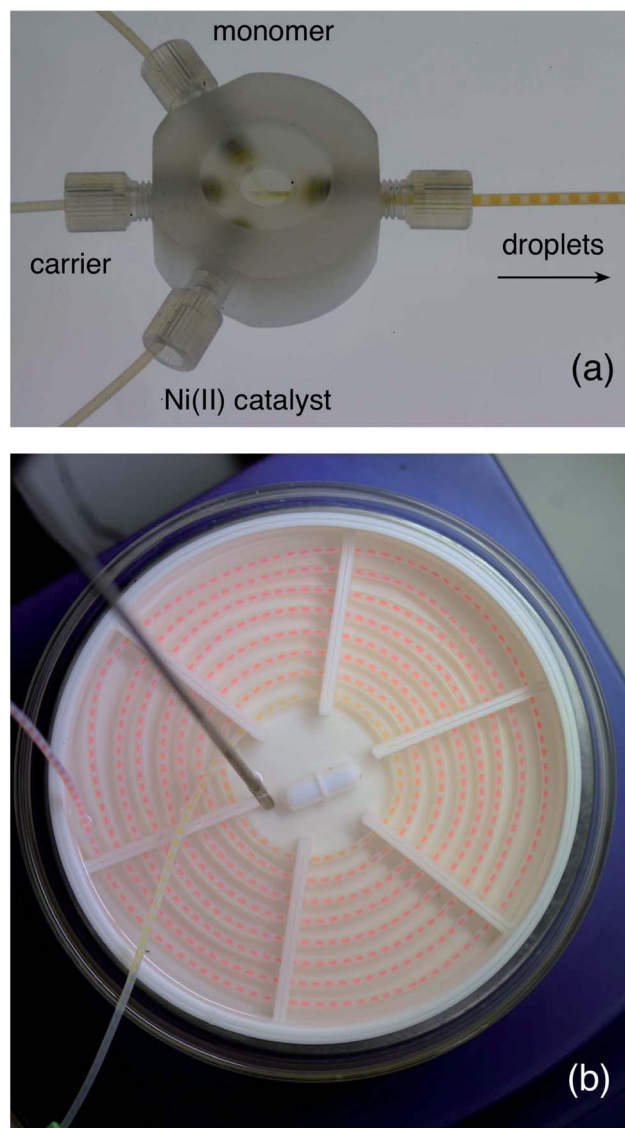 monomer
carrier
droplets
Ni(II) catalyst
(a)
(b)